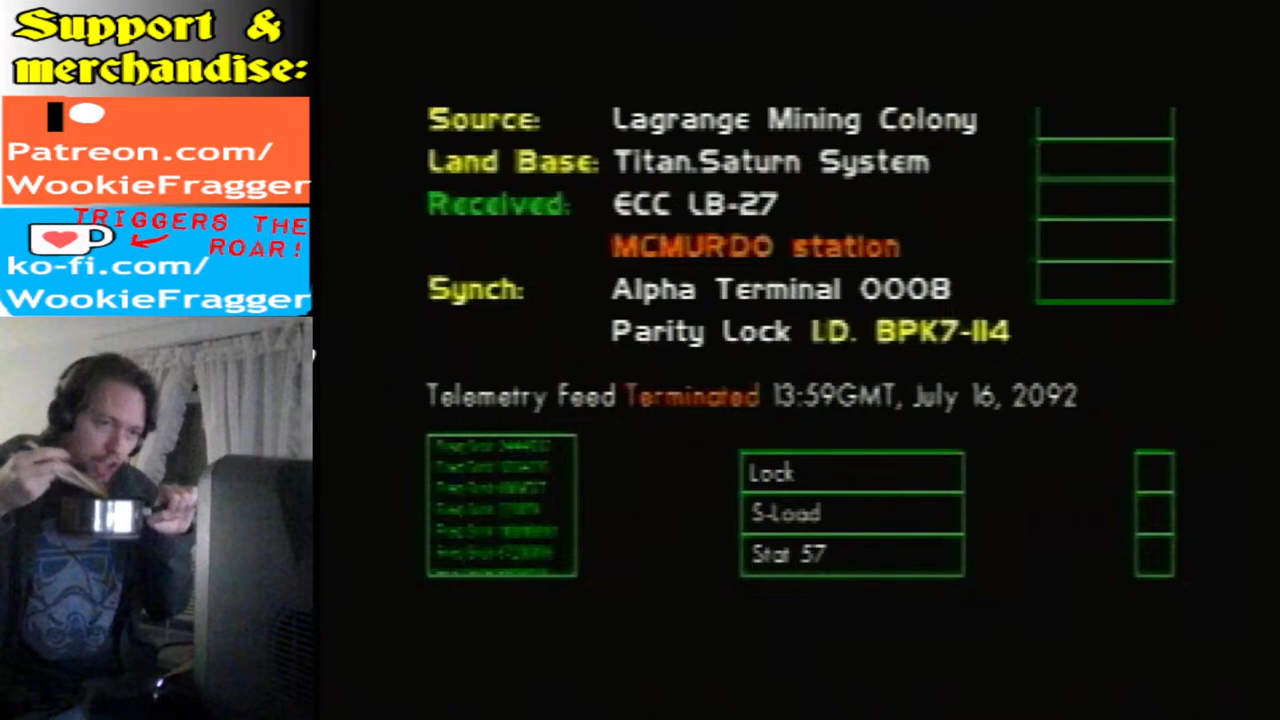 Support &
merchandise:
Patreon.com/
WookieFragger
TRIGGERS THE
ROAR!
ko-fi.com/
WookieFragger
Source: Lagrange Mining Colony
Land Base: Titan.Saturn System
Received: ECC LB-27
MCMURDO station
Synch: Alpha Terminal 0008
Parity Lock I.D. BPK7-114
Telemetry Feed Terminated 13:59GMT, July 16, 2092
Lock
S-Load
Stat 57